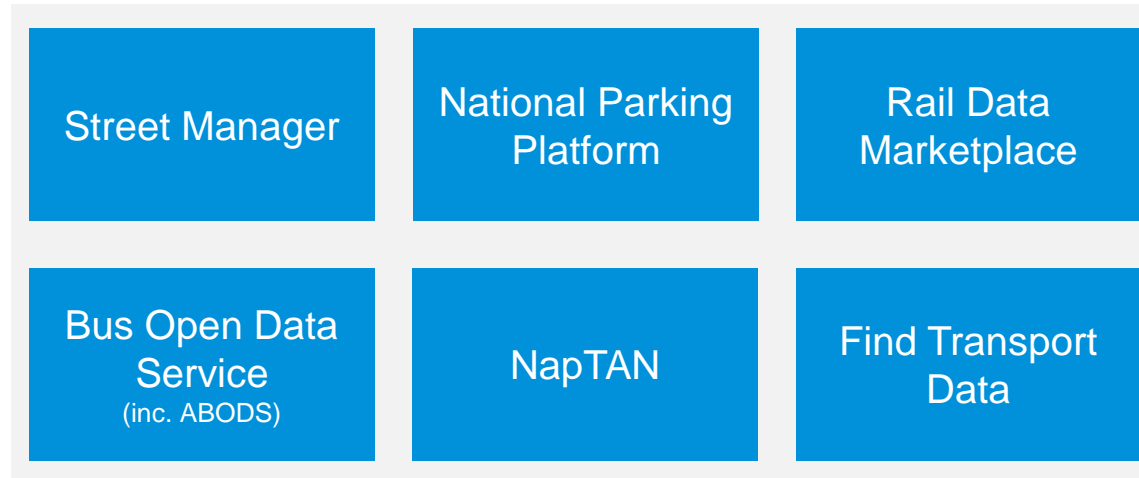 Street Manager
National Parking
Platform
Rail Data
Marketplace
Bus Open Data
Service
(inc. ABODS)
NapTAN
Find Transport
Data